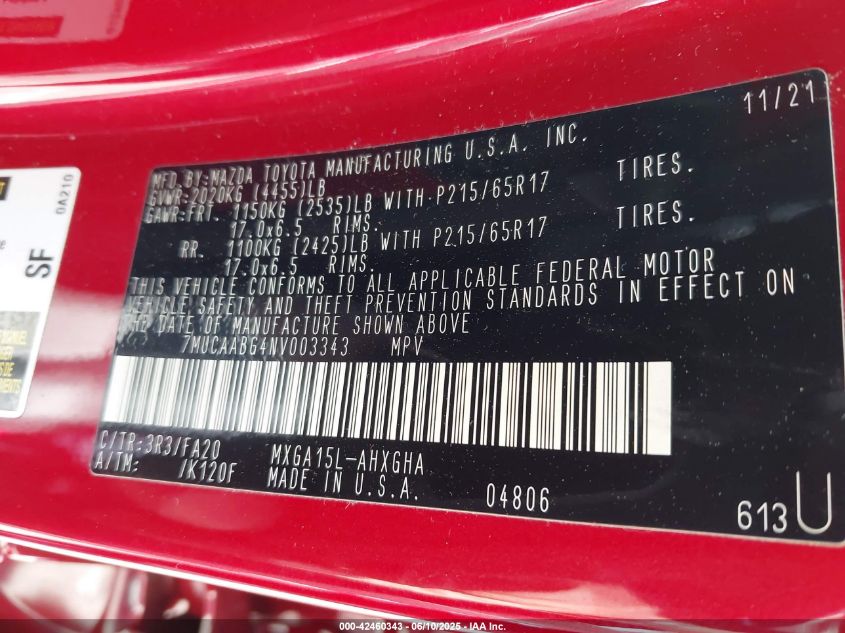 11/21
MFD.BY:MAZDA TOYOTA MANUFACTURING U.S.A. INC.
GVWR:2020KG (4455)LB
GAWR:FRT. 1150KG (2535)LB WITH P215/65R17 TIRES.
17.0x6.5 RIMS.
RR. 1100KG (2425)LB WITH P215/65R17 TIRES.
17.0x6.5 RIMS.
THIS VEHICLE CONFORMS TO ALL APPLICABLE FEDERAL MOTOR
VEHICLE SAFETY AND THEFT PREVENTION STANDARDS IN EFFECT ON
THE DATE OF MANUFACTURE SHOWN ABOVE.
7MUCAABG4NV003343 MPV
C/TR:3R3/FA20 MXGA15L-AHXGHA
A/TM: /K120F MADE IN U.S.A. 04806
613U
0A210
SF
000-42460343 - 06/10/2025 - IAA Inc.